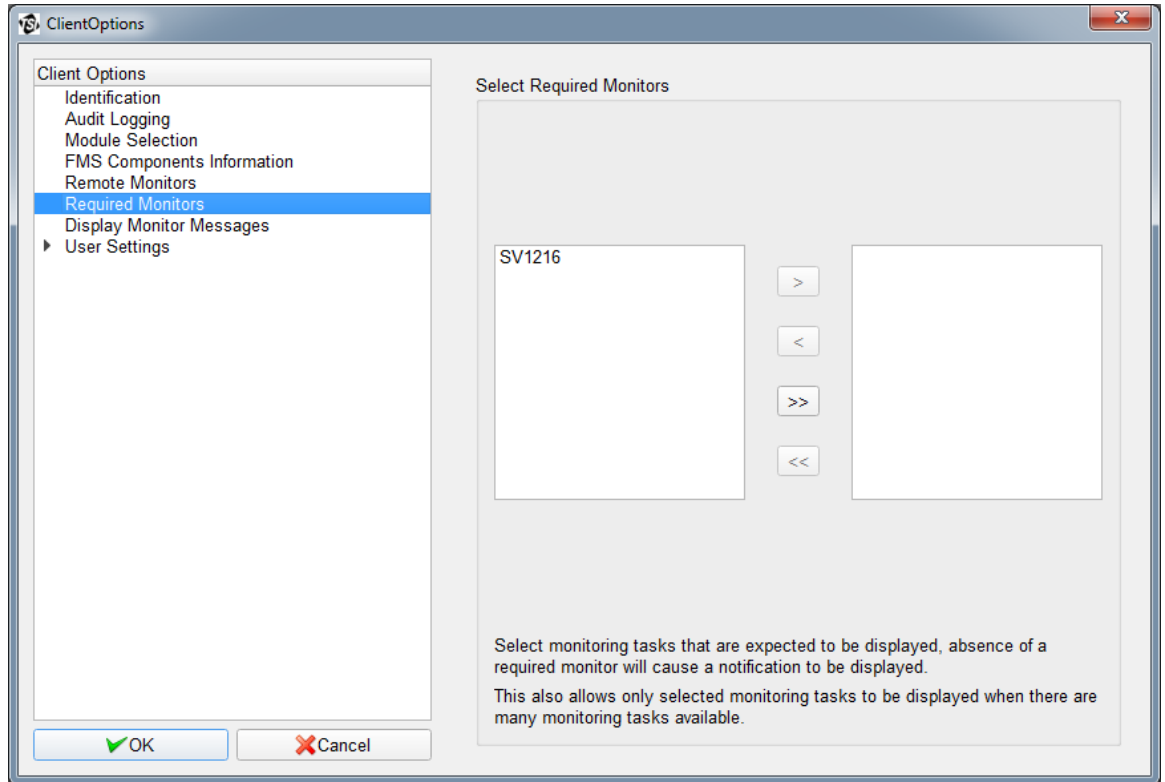 TSI ClientOptions
X
Client Options
Identification
Audit Logging
Module Selection
FMS Components Information
Remote Monitors
Required Monitors
Display Monitor Messages
User Settings
OK
Cancel
Select Required Monitors
SV1216
>
<
>>
<<
Select monitoring tasks that are expected to be displayed, absence of a
required monitor will cause a notification to be displayed.
This also allows only selected monitoring tasks to be displayed when there are
many monitoring tasks available.